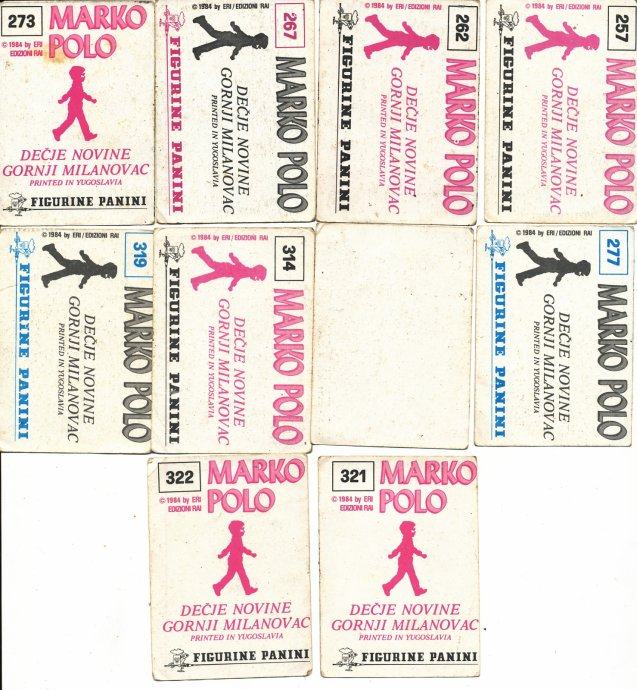 273
MARKO
POLO
© 1984 by ERI
EDIZIONI RAI
DEČJE NOVINE
GORNJI MILANOVAC
PRINTED IN YUGOSLAVIA
FIGURINE PANINI
267
MARKO POLO
© 1984 by ERI/EDIZIONI RAI
DEČJE NOVINE
GORNJI MILANOVAC
PRINTED IN YUGOSLAVIA
FIGURINE PANINI
262
MARKO POLO
© 1984 by ERI/EDIZIONI RAI
DEČJE NOVINE
GORNJI MILANOVAC
PRINTED IN YUGOSLAVIA
FIGURINE PANINI
257
MARKO POLO
© 1984 by ERI/EDIZIONI RAI
DEČJE NOVINE
GORNJI MILANOVAC
PRINTED IN YUGOSLAVIA
FIGURINE PANINI
319
MARKO POLO
© 1984 by ERI/EDIZIONI RAI
DEČJE NOVINE
GORNJI MILANOVAC
PRINTED IN YUGOSLAVIA
FIGURINE PANINI
314
MARKO POLO
© 1984 by ERI/EDIZIONI RAI
DEČJE NOVINE
GORNJI MILANOVAC
PRINTED IN YUGOSLAVIA
FIGURINE PANINI
277
MARKO POLO
© 1984 by ERI/EDIZIONI RAI
DEČJE NOVINE
GORNJI MILANOVAC
PRINTED IN YUGOSLAVIA
FIGURINE PANINI
322
MARKO
POLO
© 1984 by ERI
EDIZIONI RAI
DEČJE NOVINE
GORNJI MILANOVAC
PRINTED IN YUGOSLAVIA
FIGURINE PANINI
321
MARKO
POLO
© 1984 by ERI
EDIZIONI RAI
DEČJE NOVINE
GORNJI MILANOVAC
PRINTED IN YUGOSLAVIA
FIGURINE PANINI